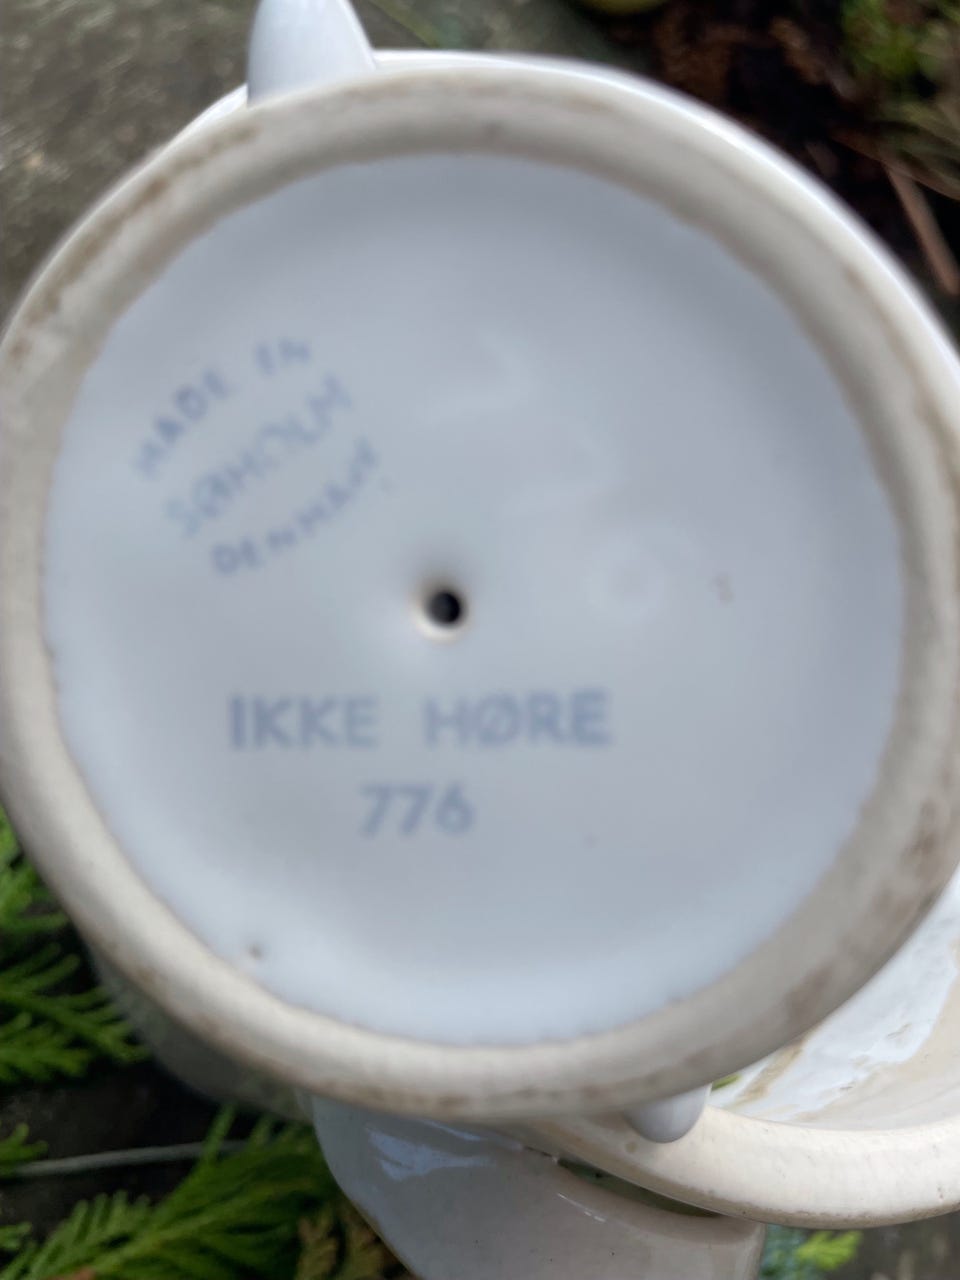 MADE IN
SØHOLM
DENMARK
IKKE HØRE
776